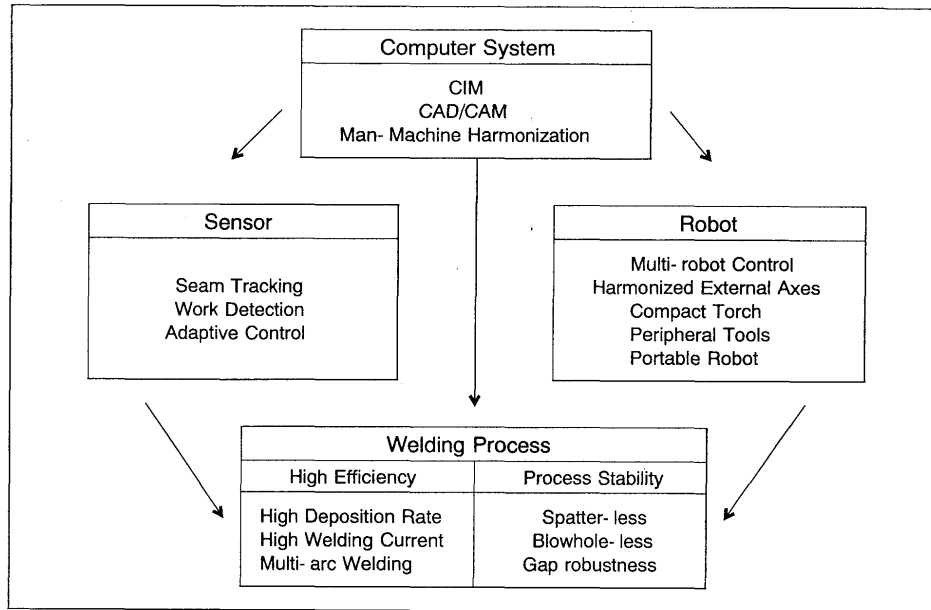 Computer System
CIM
CAD/CAM
Man- Machine Harmonization
Sensor
Seam Tracking
Work Detection
Adaptive Control
Robot
Multi- robot Control
Harmonized External Axes
Compact Torch
Peripheral Tools
Portable Robot
Welding Process
High Efficiency
High Deposition Rate
High Welding Current
Multi- arc Welding
Process Stability
Spatter- less
Blowhole- less
Gap robustness